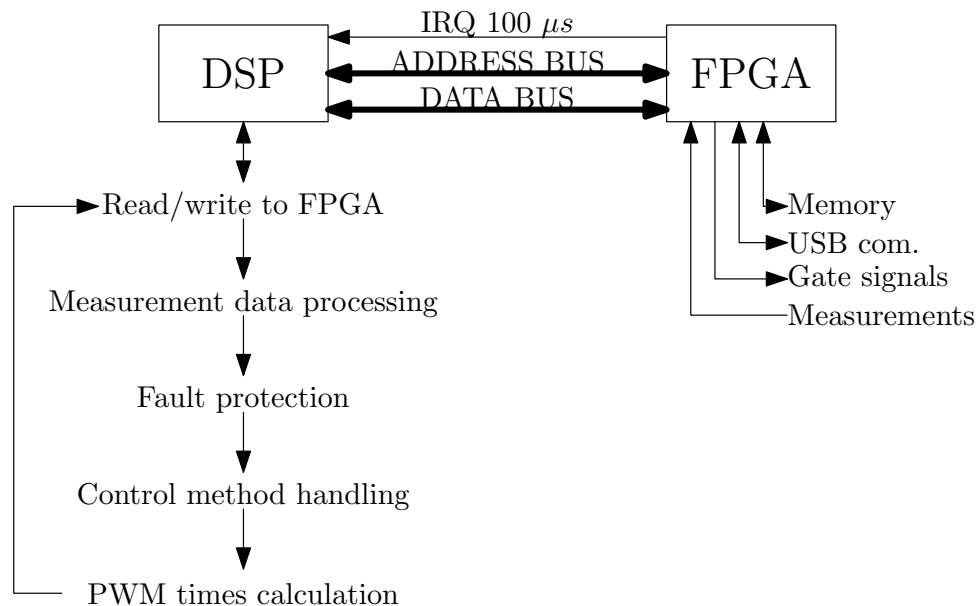 IRQ 100 μs
DSP
ADDRESS BUS
FPGA
DATA BUS
Read/write to FPGA
Measurement data processing
Fault protection
Control method handling
PWM times calculation
Memory
USB com.
Gate signals
Measurements